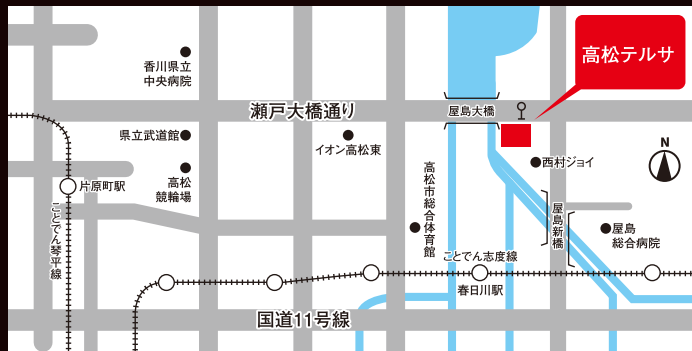 高松テルサ
香川県立
中央病院
瀬戸大橋通り
屋島大橋
県立武道館
イオン高松東
西村ジョイ
N
片原町駅
高松
競輪場
高松市総合体育館
屋島新橋
屋島
総合病院
ことでん琴平線
ことでん志度線
春日川駅
国道11号線